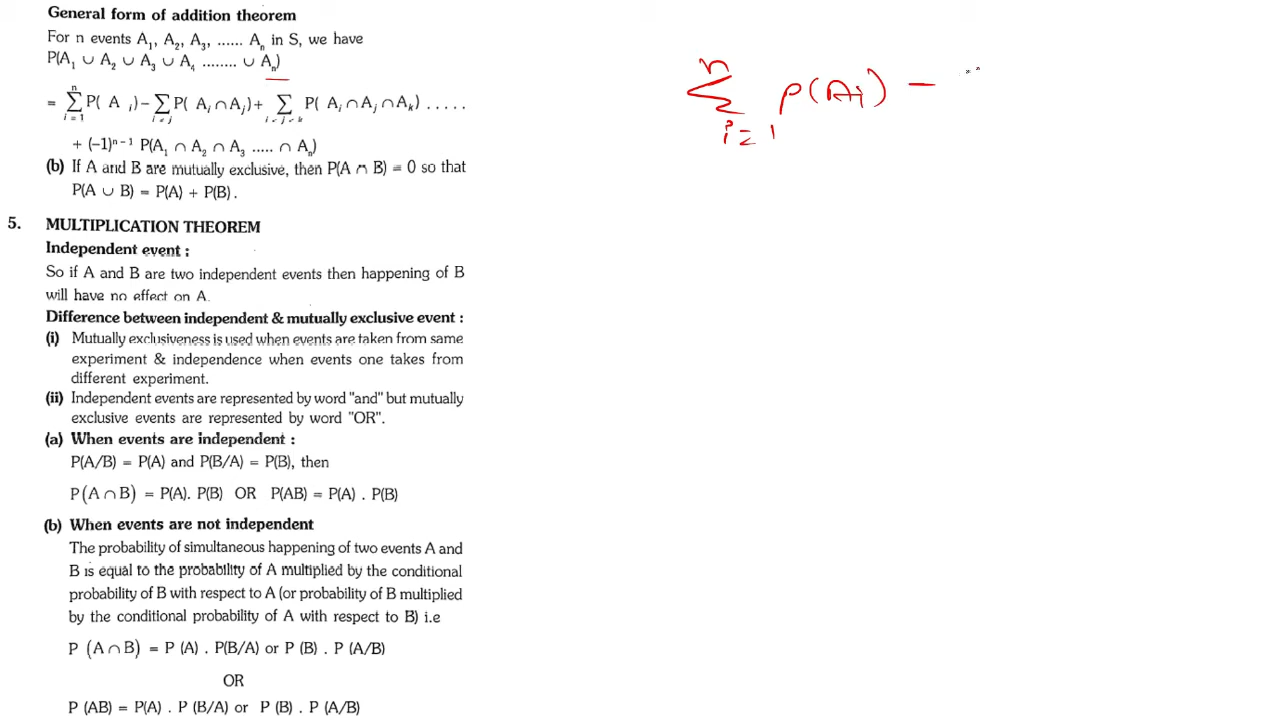 General form of addition theorem
For n events A₁, A₂, A₃, ...... Aₙ in S, we have
P(A₁ ∪ A₂ ∪ A₃ ∪ A₄ ........ ∪ Aₙ)
= ∑ⁿᵢ₌₁ P( A ᵢ) – ∑ᵢ<ⱼ P( Aᵢ ∩ Aⱼ) + ∑ᵢ<ⱼ<ₖ P( Aᵢ ∩ Aⱼ ∩ Aₖ) .....
+ (-1)ⁿ⁻¹ P(A₁ ∩ A₂ ∩ A₃ ..... ∩ Aₙ)
(b) If A and B are mutually exclusive, then P(A ∩ B) = 0 so that
P(A ∪ B) = P(A) + P(B).
5. MULTIPLICATION THEOREM
Independent event :
So if A and B are two independent events then happening of B
will have no effect on A.
Difference between independent & mutually exclusive event :
(i) Mutually exclusiveness is used when events are taken from same
experiment & independence when events one takes from
different experiment.
(ii) Independent events are represented by word "and" but mutually
exclusive events are represented by word "OR".
(a) When events are independent :
P(A/B) = P(A) and P(B/A) = P(B), then
P(A ∩ B) = P(A). P(B) OR P(AB) = P(A) . P(B)
(b) When events are not independent
The probability of simultaneous happening of two events A and
B is equal to the probability of A multiplied by the conditional
probability of B with respect to A (or probability of B multiplied
by the conditional probability of A with respect to B) i.e
P (A ∩ B) = P (A) . P(B/A) or P (B) . P (A/B)
OR
P (AB) = P(A) . P (B/A) or P (B) . P (A/B)
∑ⁿᵢ₌₁ P(Aᵢ) –